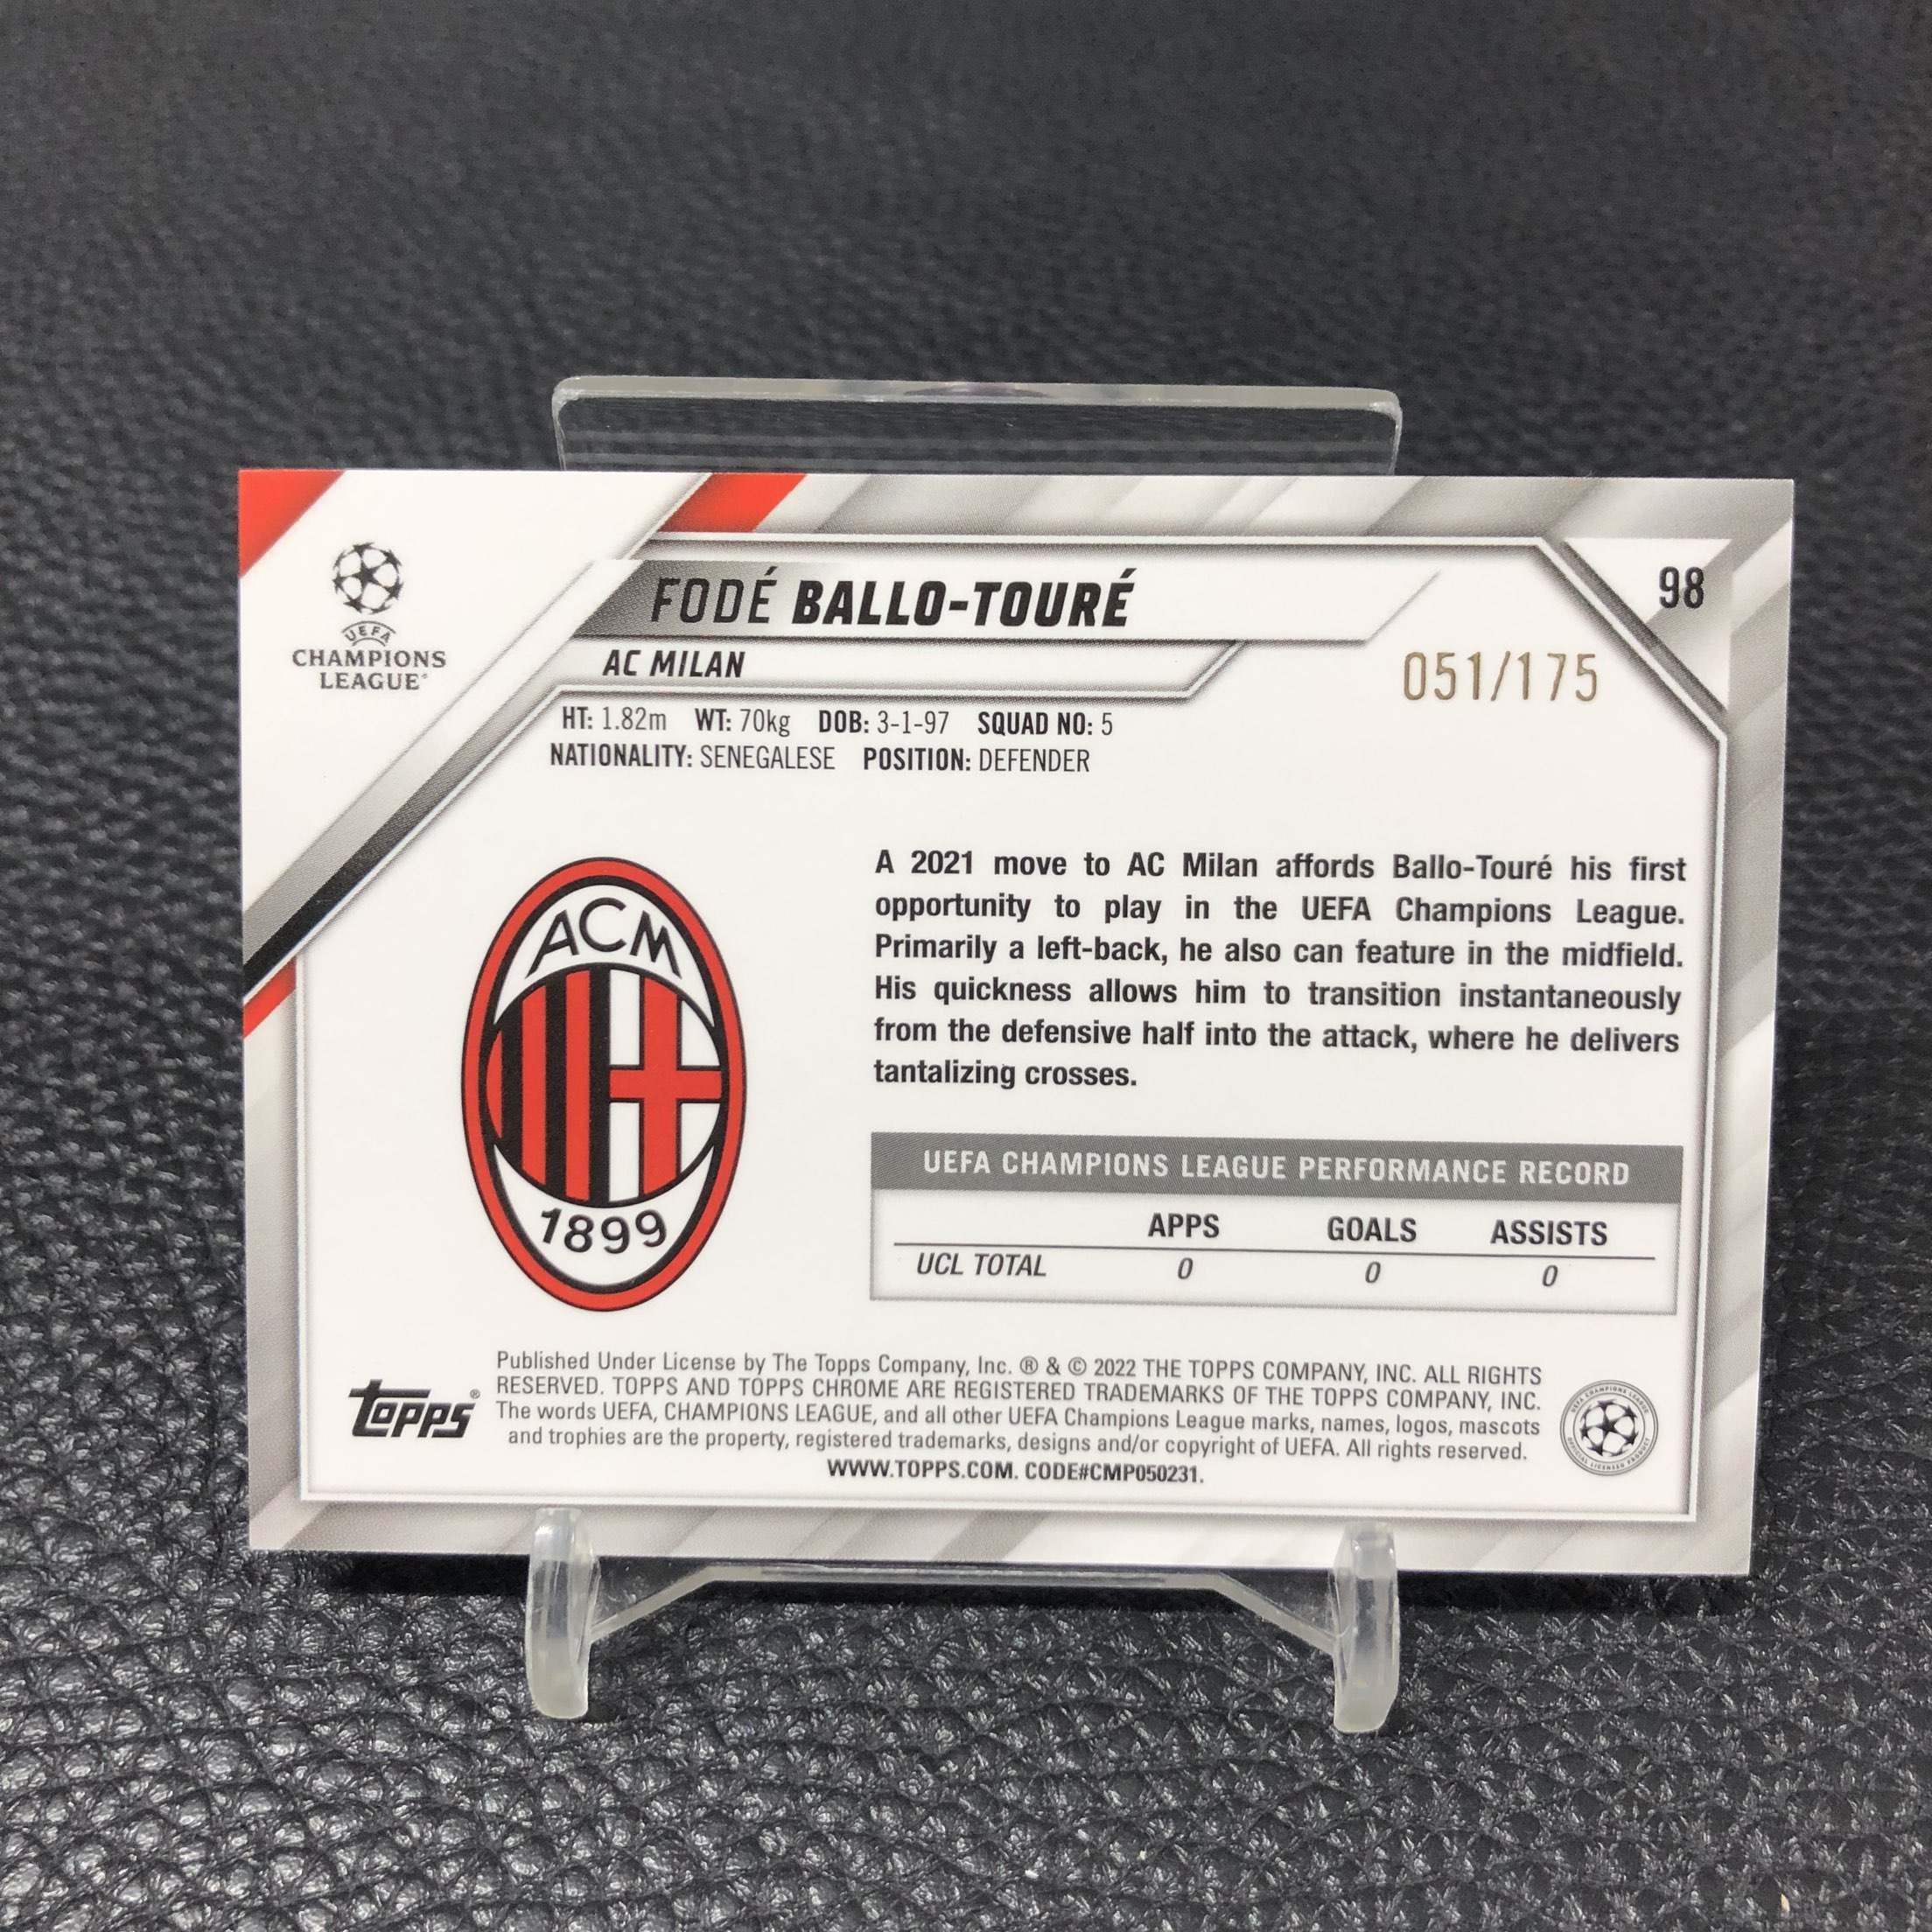 UEFA
CHAMPIONS
LEAGUE®
FODÉ BALLO-TOURÉ
98
AC MILAN
051/175
HT: 1.82m WT: 70kg DOB: 3-1-97 SQUAD NO: 5
NATIONALITY: SENEGALESE POSITION: DEFENDER
ACM
1899
A 2021 move to AC Milan affords Ballo-Touré his first
opportunity to play in the UEFA Champions League.
Primarily a left-back, he also can feature in the midfield.
His quickness allows him to transition instantaneously
from the defensive half into the attack, where he delivers
tantalizing crosses.
UEFA CHAMPIONS LEAGUE PERFORMANCE RECORD
APPS GOALS ASSISTS
UCL TOTAL 0 0 0
topps®
Published Under License by The Topps Company, Inc. ® & © 2022 THE TOPPS COMPANY, INC. ALL RIGHTS
RESERVED. TOPPS AND TOPPS CHROME ARE REGISTERED TRADEMARKS OF THE TOPPS COMPANY, INC.
The words UEFA, CHAMPIONS LEAGUE, and all other UEFA Champions League marks, names, logos, mascots
and trophies are the property, registered trademarks, designs and/or copyright of UEFA. All rights reserved.
WWW.TOPPS.COM. CODE#CMP050231.
UEFA CHAMPIONS LEAGUE
OFFICIAL LICENSED PRODUCT